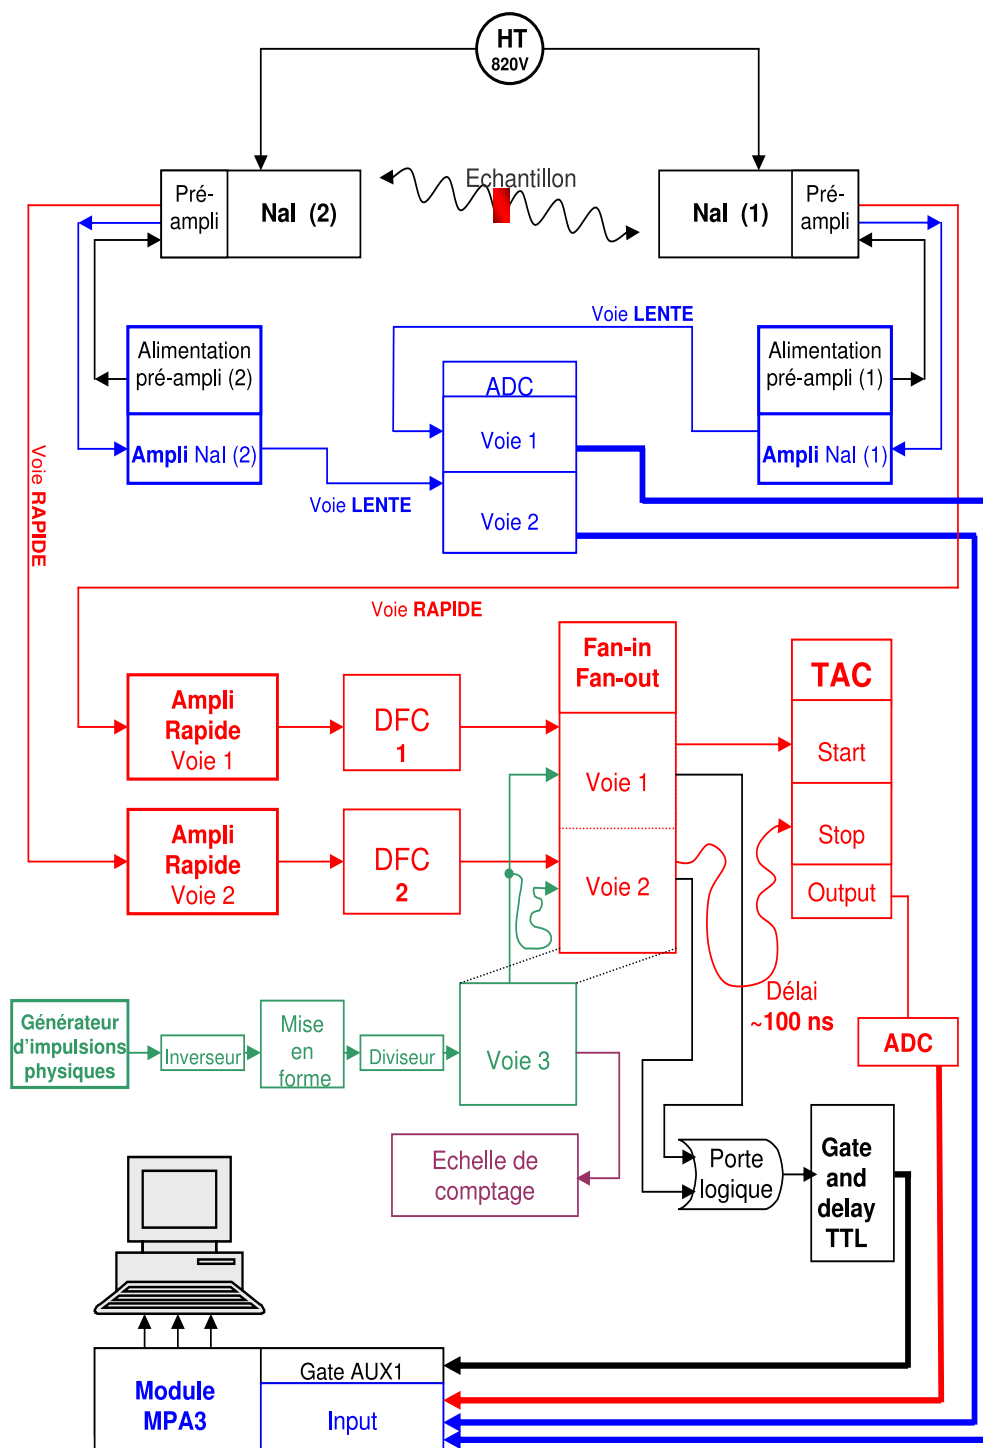 HT
820V
Echantillon
Pré-
ampli
NaI (2)
NaI (1)
Pré-
ampli
Voie LENTE
Alimentation
pré-ampli (2)
ADC
Alimentation
pré-ampli (1)
Voie 1
Ampli NaI (2)
Ampli NaI (1)
Voie RAPIDE
Voie LENTE
Voie 2
Voie RAPIDE
Fan-in
Fan-out
TAC
Ampli
Rapide
Voie 1
DFC
1
Voie 1
Start
Ampli
Rapide
Voie 2
DFC
2
Voie 2
Stop
Output
Délai
~100 ns
Générateur
d'impulsions
physiques
Inverseur
Mise
en
forme
Diviseur
Voie 3
ADC
Echelle de
comptage
Porte
logique
Gate
and
delay
TTL
Module
MPA3
Gate AUX1
Input